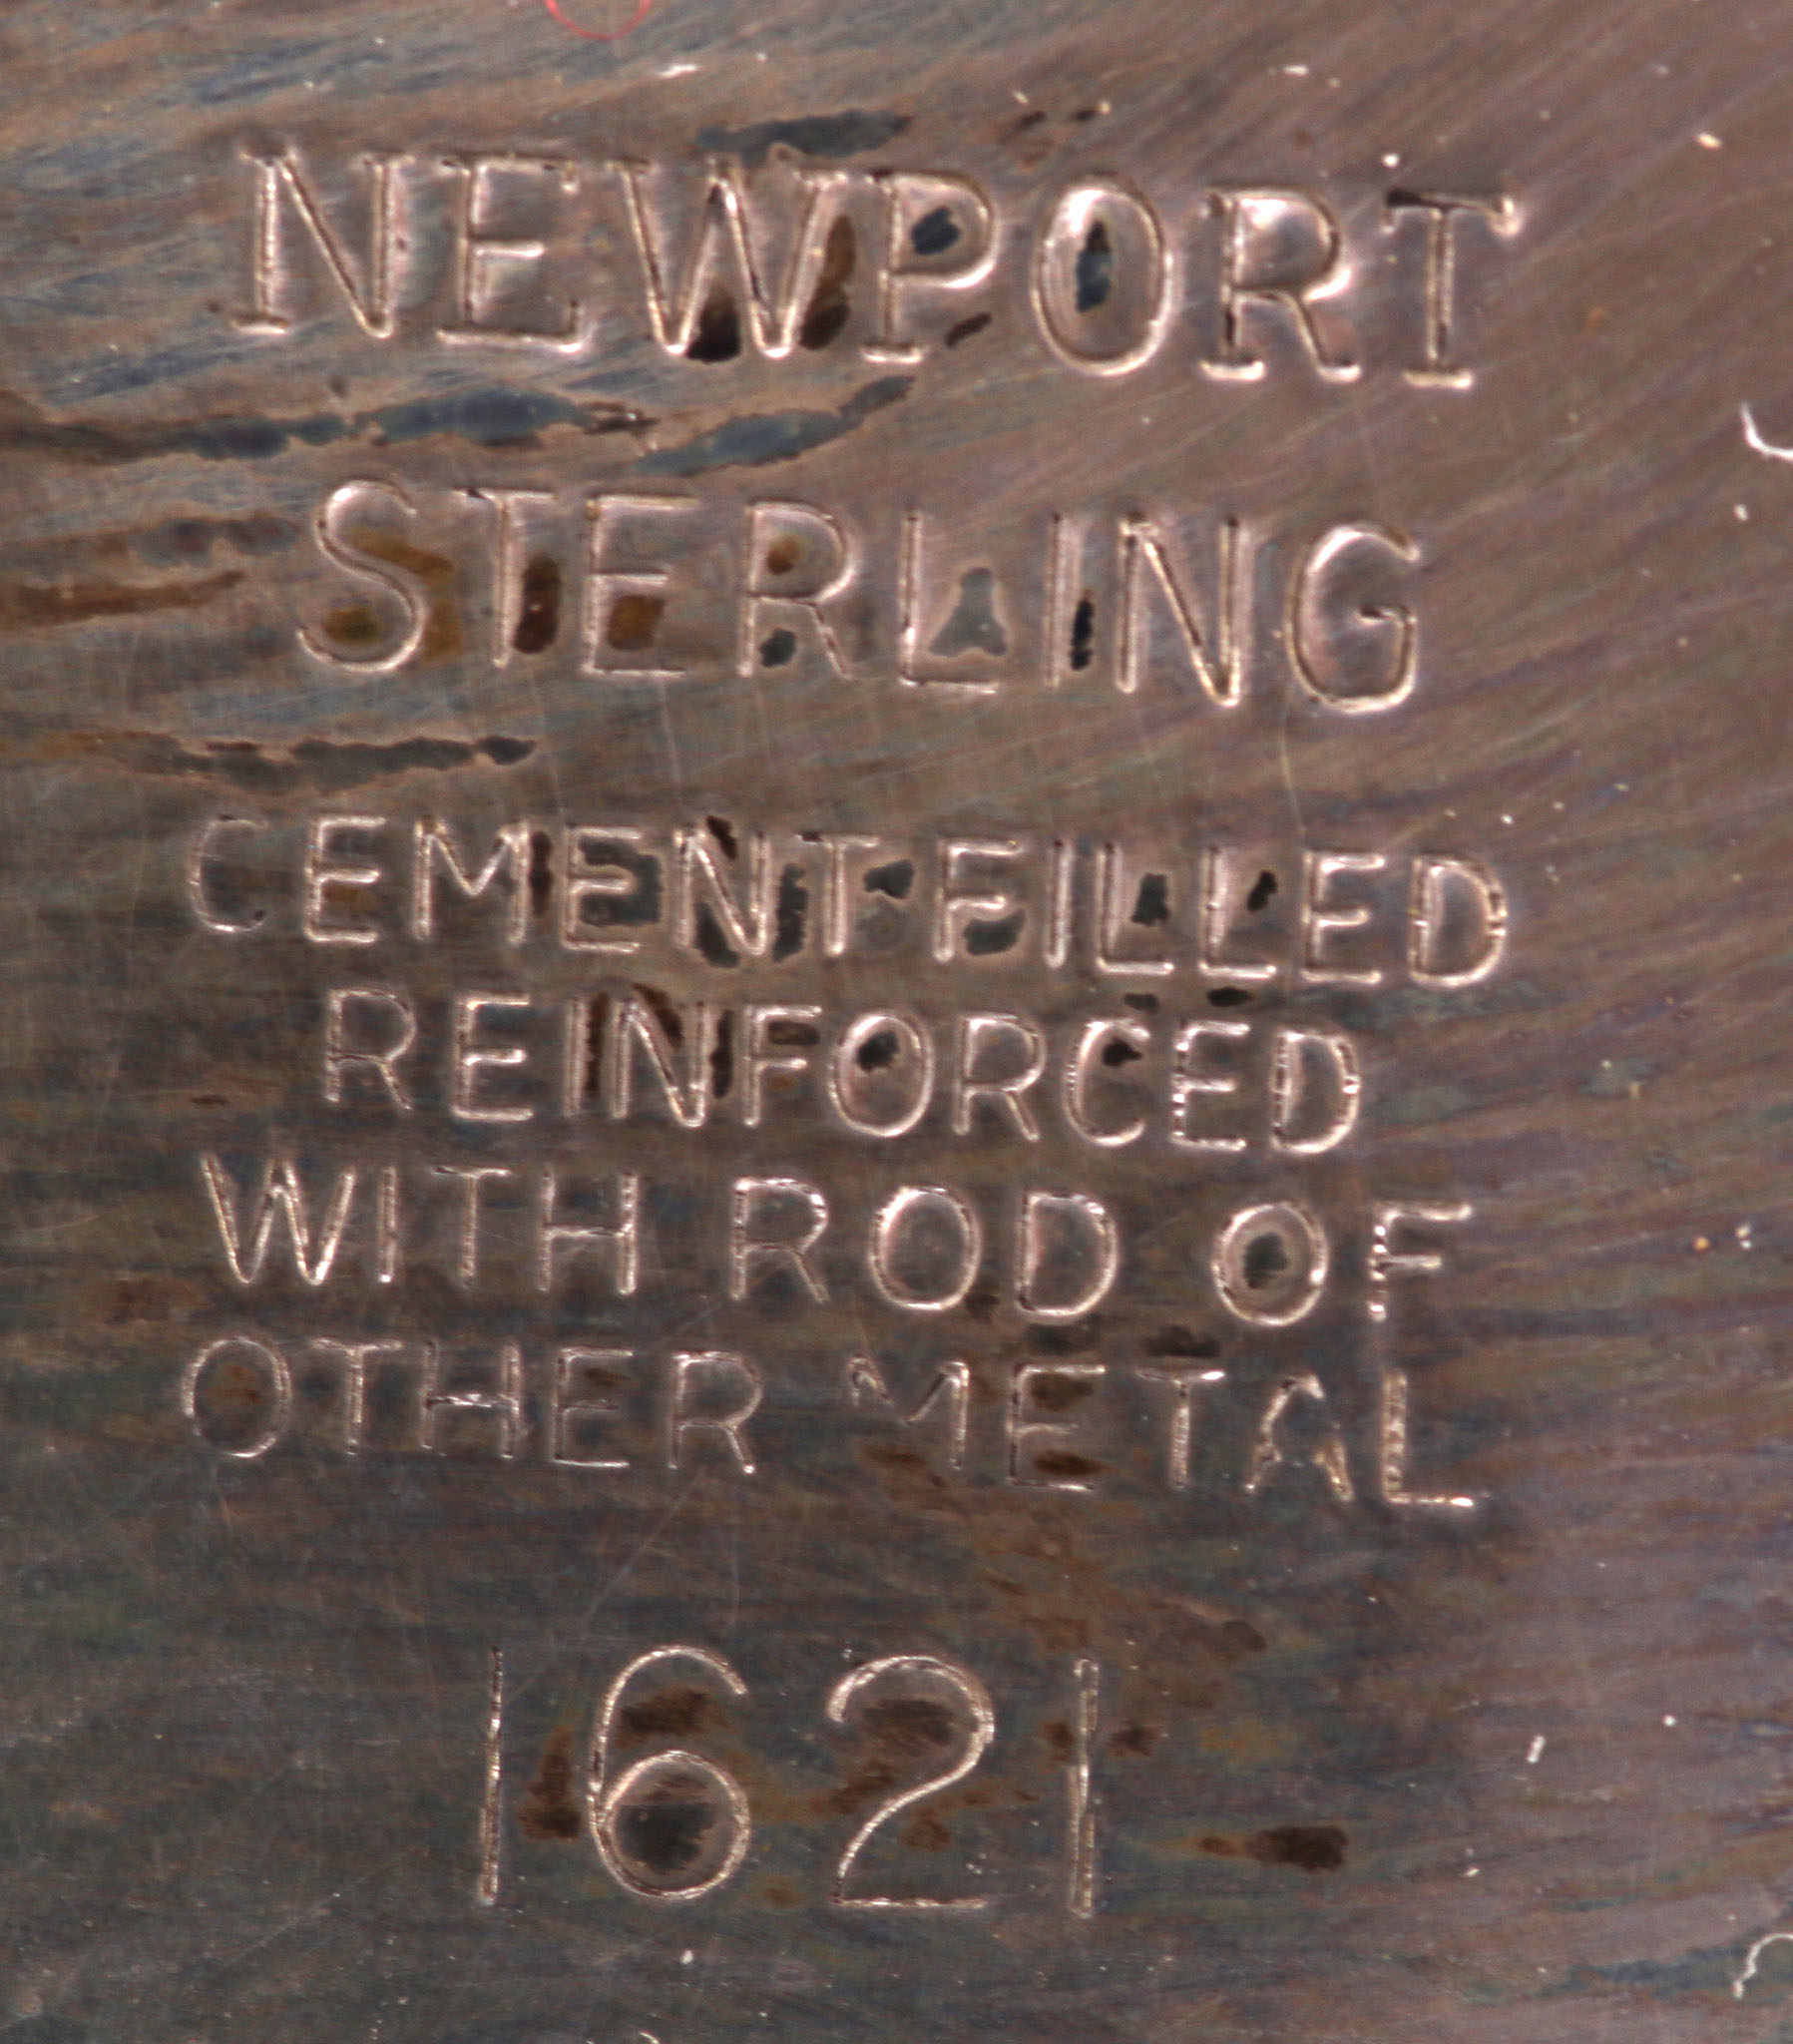 NEWPORT
STERLING
CEMENT FILLED
REINFORCED
WITH ROD OF
OTHER METAL
1621